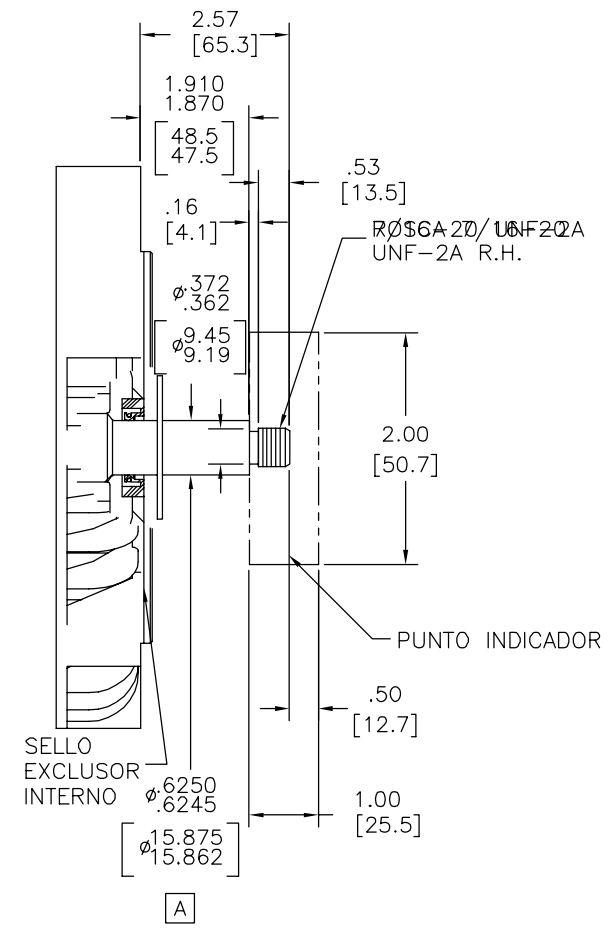 2.57
[65.3]
1.910
1.870
[48.5
47.5]
.53
[13.5]
.16
[4.1]
UNF-2A R.H.
ø.372
.362
[ø9.45
9.19]
2.00
[50.7]
PUNTO INDICADOR
.50
[12.7]
SELLO
EXCLUSOR
INTERNO
ø.6250
.6245
[ø15.875
15.862]
1.00
[25.5]
A